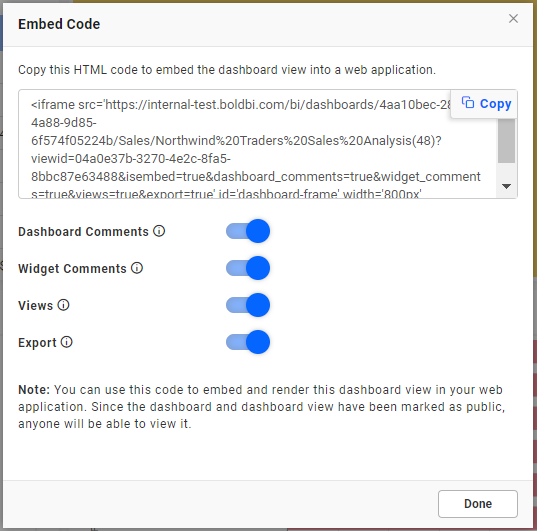 Embed Code
Copy this HTML code to embed the dashboard view into a web application.
<iframe src='https://internal-test.boldbi.com/bi/dashboards/4aa10bec-28
Copy
4a88-9d85-
6f574f05224b/Sales/Northwind%20Traders%20Sales%20Analysis(48)?
viewid=04a0e37b-3270-4e2c-8fa5-
8bbc87e63488&isembed=true&dashboard_comments=true&widget_comment
s=true&views=true&export=true' id='dashboard-frame' width='800px'
Dashboard Comments
Widget Comments
Views
Export
Note: You can use this code to embed and render this dashboard view in your web
application. Since the dashboard and dashboard view have been marked as public,
anyone will be able to view it.
Done